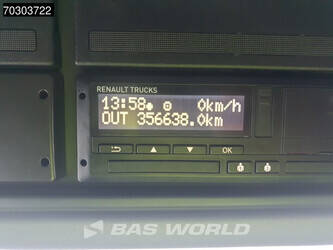 70303722
RENAULT TRUCKS
13:58 0km/h
OUT 356638.0km
OK
BAS WORLD